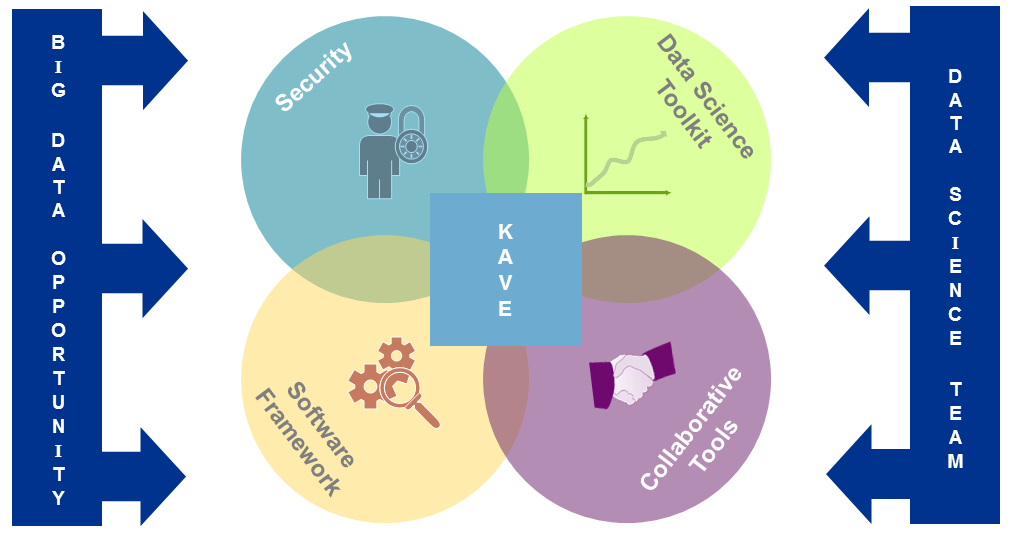 BIG DATA OPPORTUNITY
Security
Data Science
Toolkit
KAVE
Software
Framework
Collaborative
Tools
DATA SCIENCE TEAM